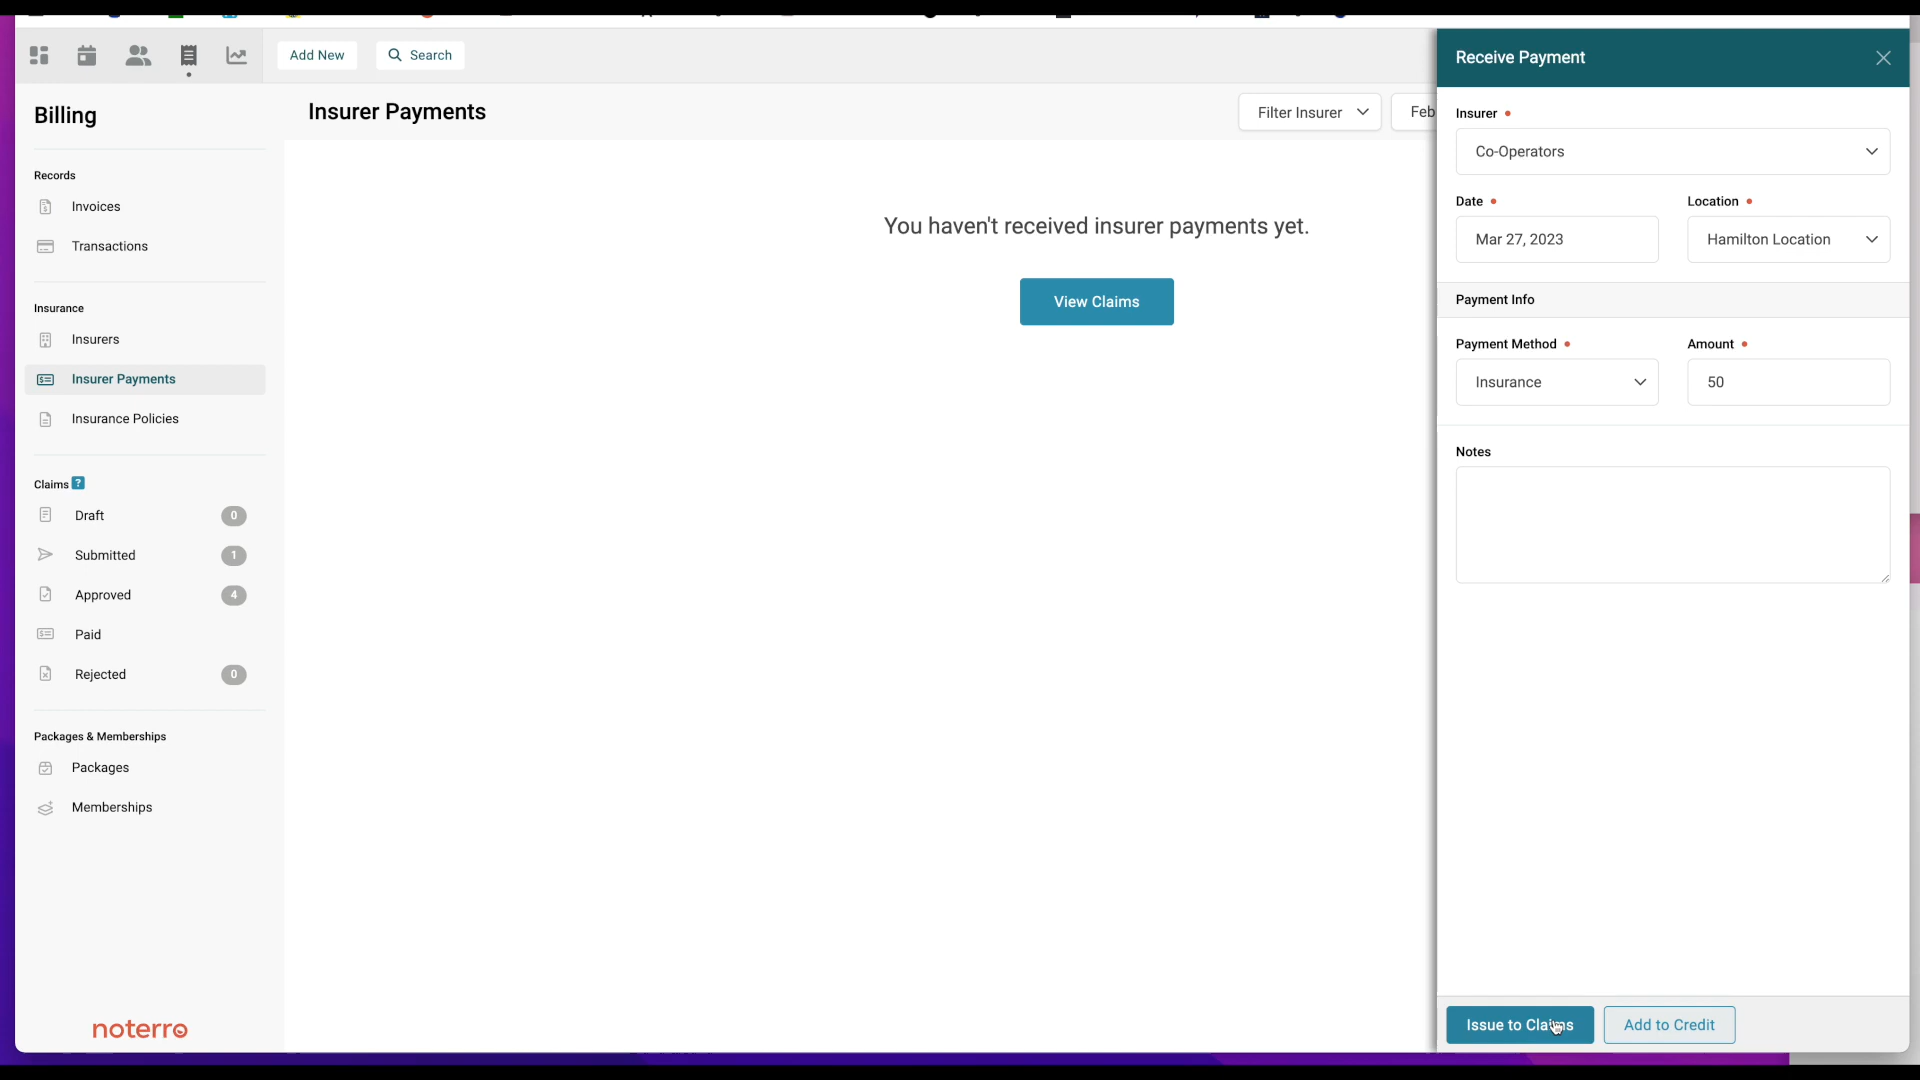 Add New
Search
Receive Payment
Billing
Insurer Payments
Filter Insurer
Feb
Insurer
Co-Operators
Records
Invoices
Transactions
Date
Location
Mar 27, 2023
Hamilton Location
You haven't received insurer payments yet.
View Claims
Payment Info
Insurance
Insurers
Insurer Payments
Insurance Policies
Payment Method
Amount
Insurance
50
Notes
Claims ?
Draft 0
Submitted 1
Approved 4
Paid
Rejected 0
Packages & Memberships
Packages
Memberships
noterro
Issue to Claims
Add to Credit